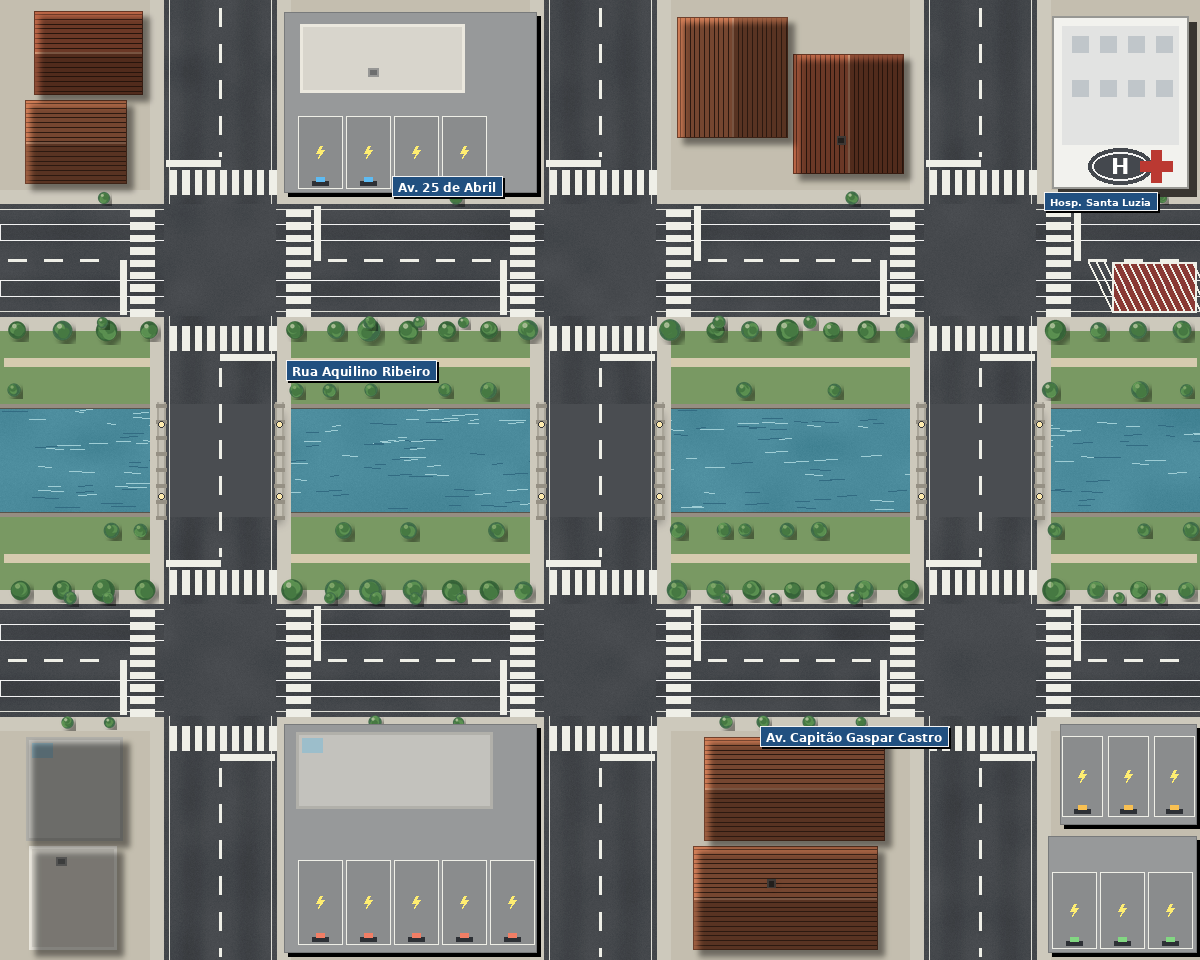 H
Av. 25 de Abril
Hosp. Santa Luzia
Rua Aquilino Ribeiro
Av. Capitão Gaspar Castro